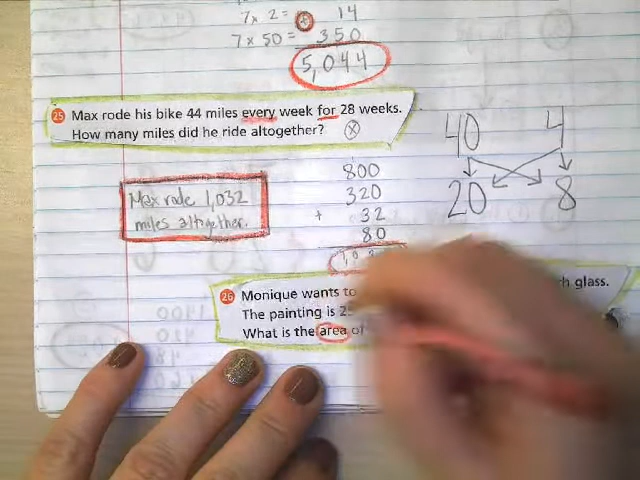 7 x 2 = 14
7 x 50 = 350
5,044
25 Max rode his bike 44 miles every week for 28 weeks.
How many miles did he ride altogether?
40 4
20 8
Max rode 1,032
miles altogether.
800
320
+ 32
80
26 Monique wants to glass.
The painting is
What is the area